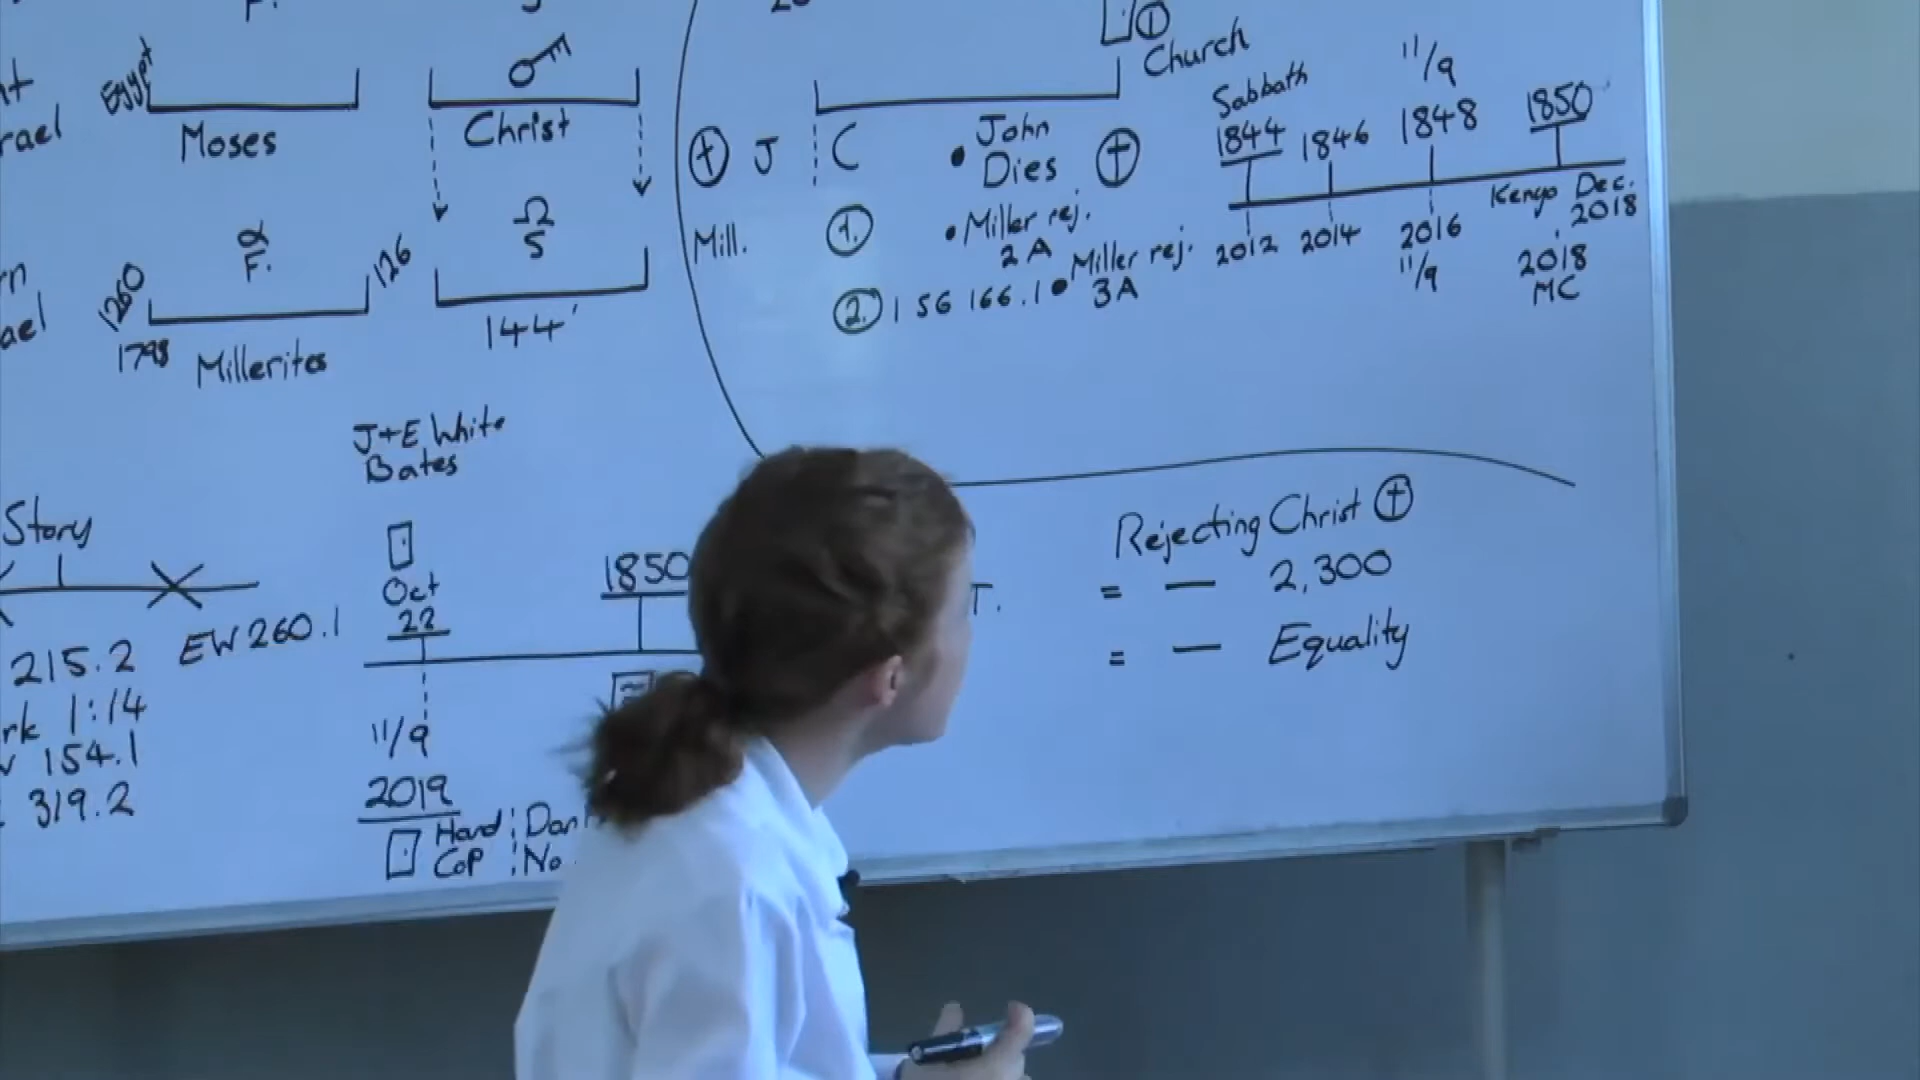 Egypt
Moses
Christ
α
F.
Ω
S
1260
126
1798
Millerites
144'
Church
J
C
John
Dies
Mill.
1.
Miller rej.
2A
2. 1 SG 166.1
Miller rej.
3A
Sabbath
1844
1846
11/9
1848
1850
2012
2014
2016
11/9
Kenya Dec.
2018
2018
MC
J+E White
Bates
Story
215.2
EW 260.1
1:14
154.1
319.2
Oct
22
1850
11/9
2019
CoP
No
T.
Rejecting Christ
= — 2,300
= — Equality